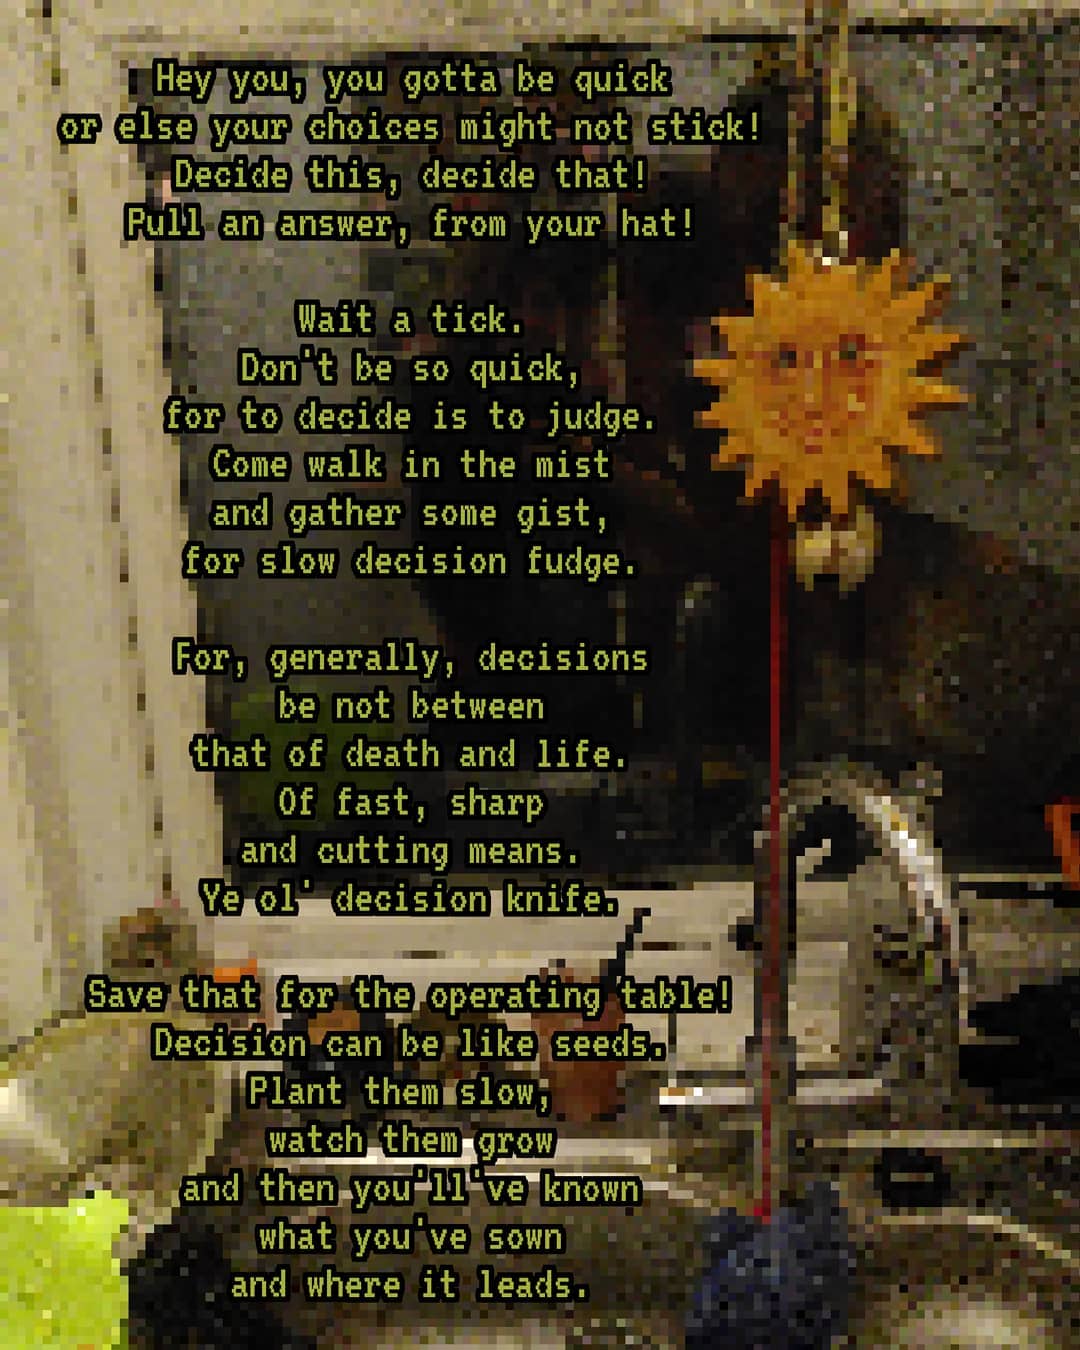 Hey you, you gotta be quick
or else your choices might not stick!
Decide this, decide that!
Pull an answer, from your hat!
Wait a tick.
Don't be so quick,
for to decide is to judge.
Come walk in the mist
and gather some gist,
for slow decision fudge.
For, generally, decisions
be not between
that of death and life.
Of fast, sharp
and cutting means.
Ye ol' decision knife.
Save that for the operating table!
Decision can be like seeds.
Plant them slow,
watch them grow
and then you'll've known
what you've sown
and where it leads.